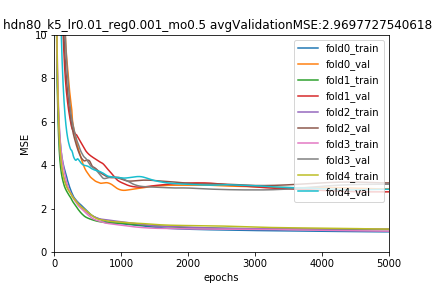 hdn80_k5_lr0.01_reg0.001_mo0.5 avgValidationMSE:2.9697727540618
10
8
6
4
2
0
MSE
0 1000 2000 3000 4000 5000
epochs
fold0_train
fold0_val
fold1_train
fold1_val
fold2_train
fold2_val
fold3_train
fold3_val
fold4_train
fold4_val